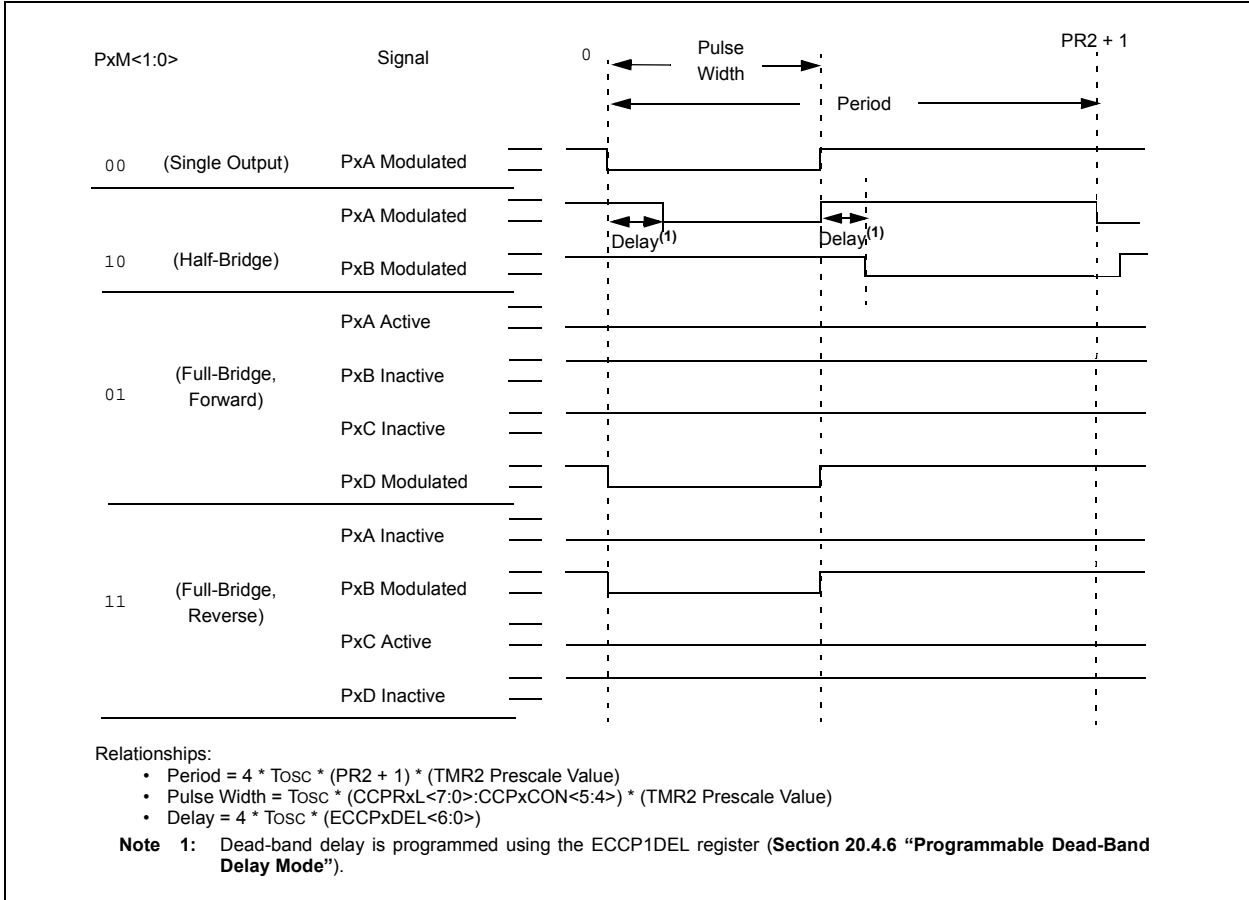 PxM<1:0>
Signal
0
Pulse
Width
PR2 + 1
Period
00 (Single Output) PxA Modulated
PxA Modulated
Delay(1) Delay(1)
10 (Half-Bridge) PxB Modulated
PxA Active
01 (Full-Bridge,
Forward)
PxB Inactive
PxC Inactive
PxD Modulated
PxA Inactive
11 (Full-Bridge,
Reverse)
PxB Modulated
PxC Active
PxD Inactive
Relationships:
• Period = 4 * TOSC * (PR2 + 1) * (TMR2 Prescale Value)
• Pulse Width = TOSC * (CCPRxL<7:0>:CCPxCON<5:4>) * (TMR2 Prescale Value)
• Delay = 4 * TOSC * (ECCPxDEL<6:0>)
Note 1: Dead-band delay is programmed using the ECCP1DEL register (Section 20.4.6 “Programmable Dead-Band
Delay Mode”).